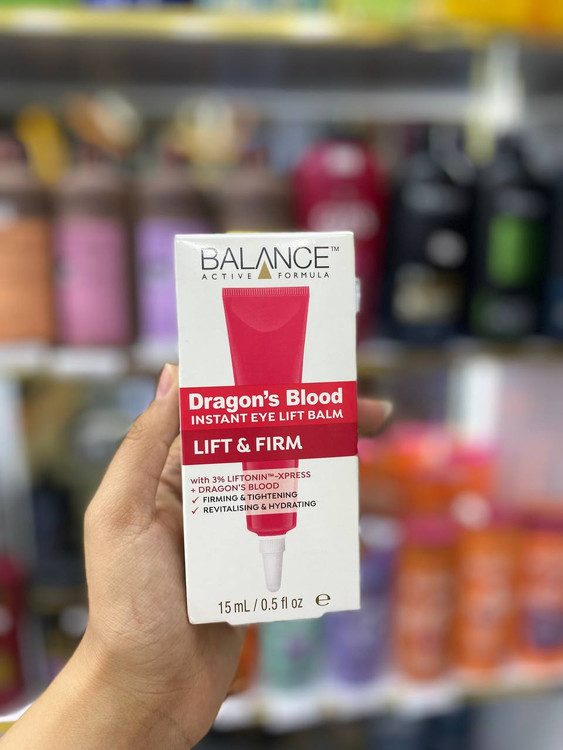 BALANCE™
ACTIVE FORMULA
Dragon's Blood
INSTANT EYE LIFT BALM
LIFT & FIRM
with 3% LIFTONIN™-XPRESS
+ DRAGON'S BLOOD
✓ FIRMING & TIGHTENING
✓ REVITALISING & HYDRATING
15 mL / 0.5 fl oz ℮